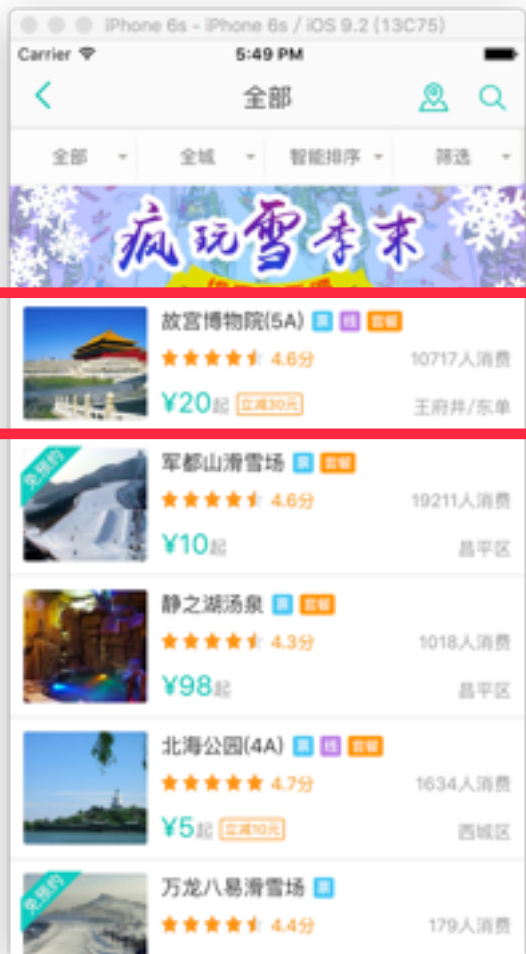 iPhone 6s - iPhone 6s / iOS 9.2 (13C75)
Carrier 5:49 PM
全部
全部 全城 智能排序 筛选
疯玩雪季末
故宫博物院(5A) 票 线 套餐
4.6分 10717人消费
¥20起 立减30元 王府井/东单
免预约
军都山滑雪场 票 套餐
4.6分 19211人消费
¥10起 昌平区
静之湖汤泉 票 套餐
4.3分 1018人消费
¥98起 昌平区
北海公园(4A) 票 线 套餐
4.7分 1634人消费
¥5起 立减10元 西城区
免预约
万龙八易滑雪场 票
4.4分 179人消费